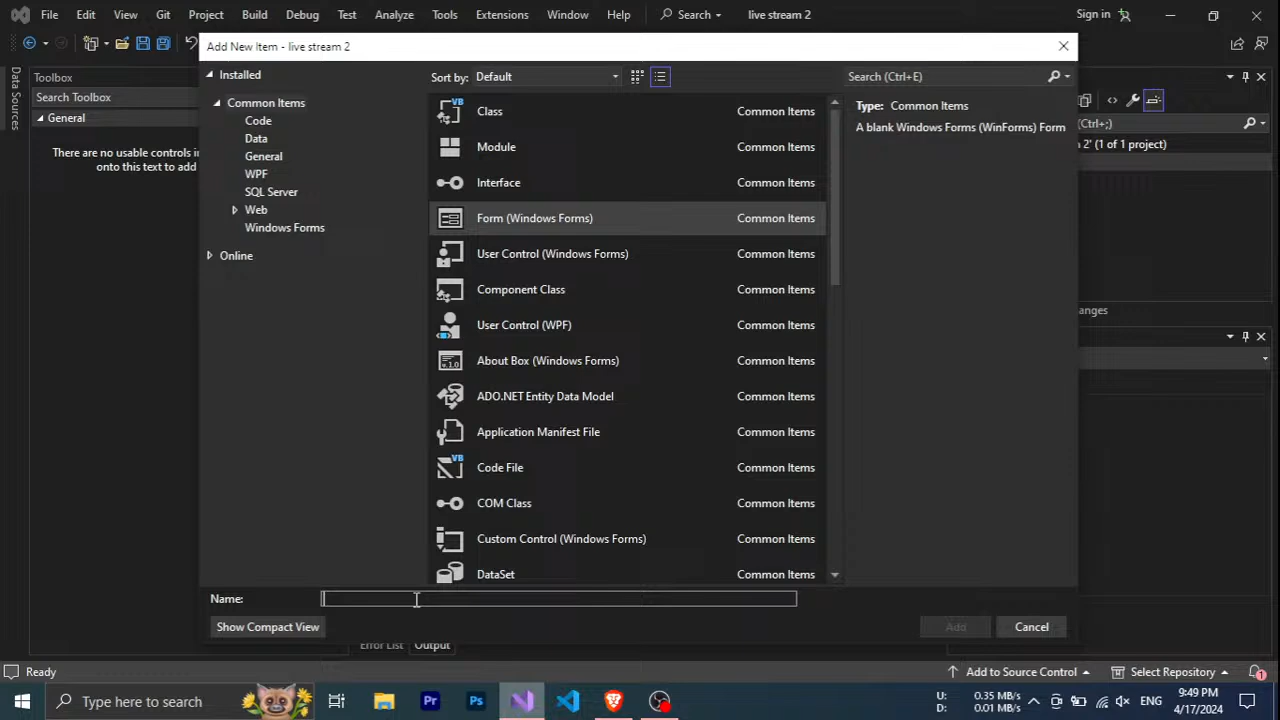 File Edit View Git Project Build Debug Test Analyze Tools Extensions Window Help Search live stream 2 Sign in
Add New Item - live stream 2
Data Sources
Toolbox
Search Toolbox
General
There are no usable controls i
onto this text to add
Installed
Common Items
Code
Data
General
WPF
SQL Server
Web
Windows Forms
Online
Sort by: Default
VB Class Common Items
Module Common Items
Interface Common Items
Form (Windows Forms) Common Items
User Control (Windows Forms) Common Items
Component Class Common Items
User Control (WPF) Common Items
v.1.0 About Box (Windows Forms) Common Items
ADO.NET Entity Data Model Common Items
Application Manifest File Common Items
VB Code File Common Items
COM Class Common Items
Custom Control (Windows Forms) Common Items
DataSet Common Items
Search (Ctrl+E)
Type: Common Items
A blank Windows Forms (WinForms) Form
(Ctrl+;)
2' (1 of 1 project)
anges
Name:
Show Compact View Add Cancel
Error List Output
Ready Add to Source Control Select Repository 1
Type here to search Pr Ps U: 0.35 MB/s ENG 9:49 PM
D: 0.01 MB/s 4/17/2024